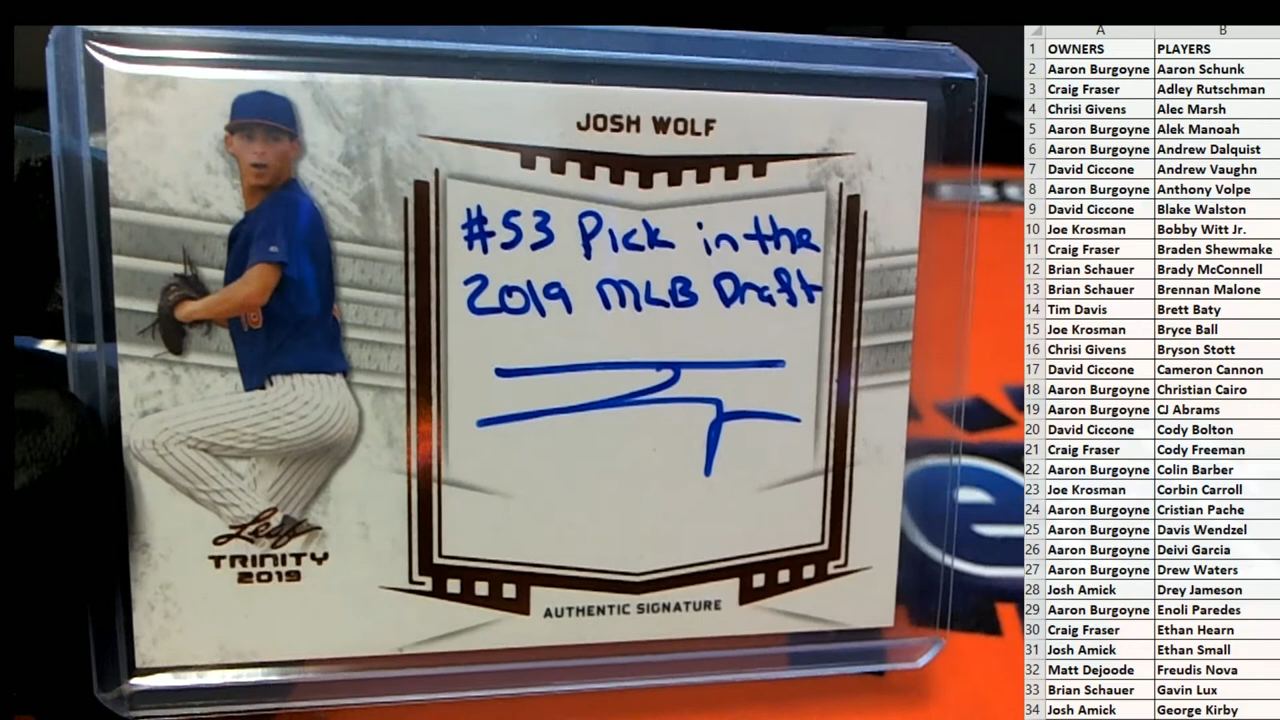 JOSH WOLF
#53 Pick in the
2019 MLB Draft
Leaf
TRINITY
2019
AUTHENTIC SIGNATURE
A B
1 OWNERS PLAYERS
2 Aaron Burgoyne Aaron Schunk
3 Craig Fraser Adley Rutschman
4 Chrisi Givens Alec Marsh
5 Aaron Burgoyne Alek Manoah
6 Aaron Burgoyne Andrew Dalquist
7 David Ciccone Andrew Vaughn
8 Aaron Burgoyne Anthony Volpe
9 David Ciccone Blake Walston
10 Joe Krosman Bobby Witt Jr.
11 Craig Fraser Braden Shewmake
12 Brian Schauer Brady McConnell
13 Brian Schauer Brennan Malone
14 Tim Davis Brett Baty
15 Joe Krosman Bryce Ball
16 Chrisi Givens Bryson Stott
17 David Ciccone Cameron Cannon
18 Aaron Burgoyne Christian Cairo
19 Aaron Burgoyne CJ Abrams
20 David Ciccone Cody Bolton
21 Craig Fraser Cody Freeman
22 Aaron Burgoyne Colin Barber
23 Joe Krosman Corbin Carroll
24 Aaron Burgoyne Cristian Pache
25 Aaron Burgoyne Davis Wendzel
26 Aaron Burgoyne Deivi Garcia
27 Aaron Burgoyne Drew Waters
28 Josh Amick Drey Jameson
29 Aaron Burgoyne Enoli Paredes
30 Craig Fraser Ethan Hearn
31 Josh Amick Ethan Small
32 Matt Dejoode Freudis Nova
33 Brian Schauer Gavin Lux
34 Josh Amick George Kirby